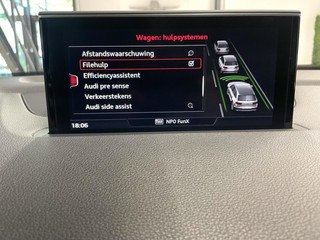 Wagen: hulpsystemen
Afstandswaarschuwing
Filehulp
Efficiencyassistent
Audi pre sense
Verkeerstekens
Audi side assist
18:06
NPO FunX